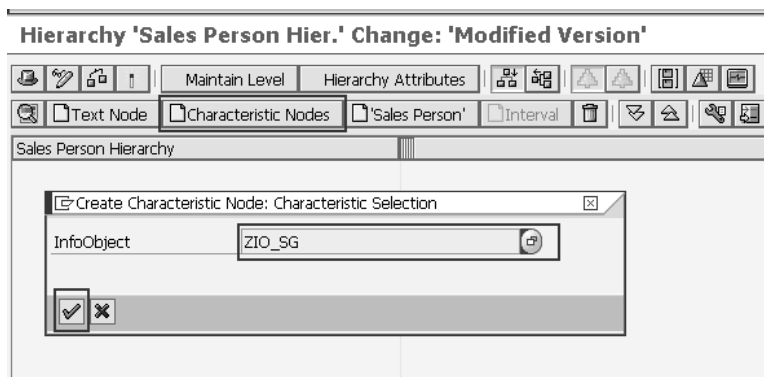 Hierarchy 'Sales Person Hier.' Change: 'Modified Version'
Maintain Level Hierarchy Attributes
Text Node Characteristic Nodes 'Sales Person' Interval
Sales Person Hierarchy
Create Characteristic Node: Characteristic Selection
InfoObject ZIO_SG